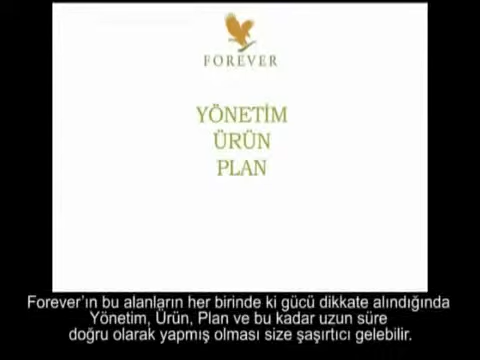 FOREVER
YÖNETİM
ÜRÜN
PLAN
Forever'ın bu alanların her birinde ki gücü dikkate alındığında
Yönetim, Ürün, Plan ve bu kadar uzun süre
doğru olarak yapmış olması size şaşırtıcı gelebilir.